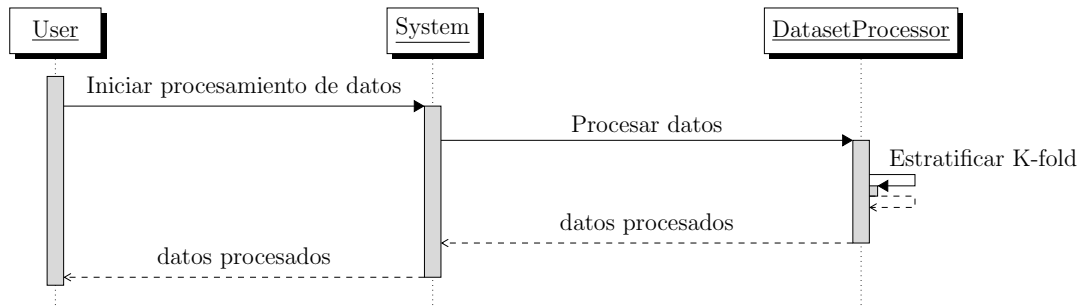 User
System
DatasetProcessor
Iniciar procesamiento de datos
Procesar datos
Estratificar K-fold
datos procesados
datos procesados